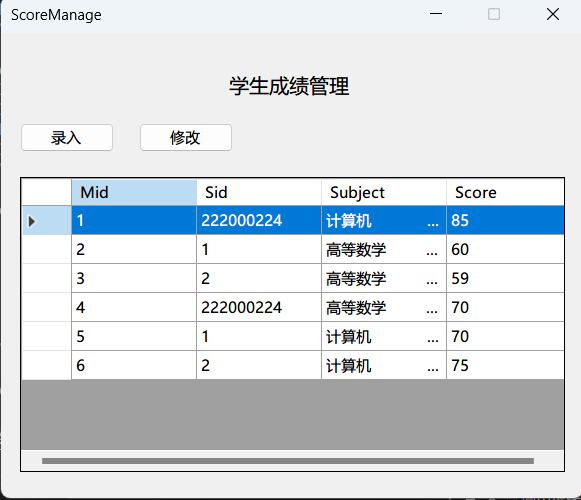 ScoreManage
学生成绩管理
录入 修改
Mid Sid Subject Score
1 222000224 计算机 ... 85
2 1 高等数学 ... 60
3 2 高等数学 ... 59
4 222000224 高等数学 ... 70
5 1 计算机 ... 70
6 2 计算机 ... 75